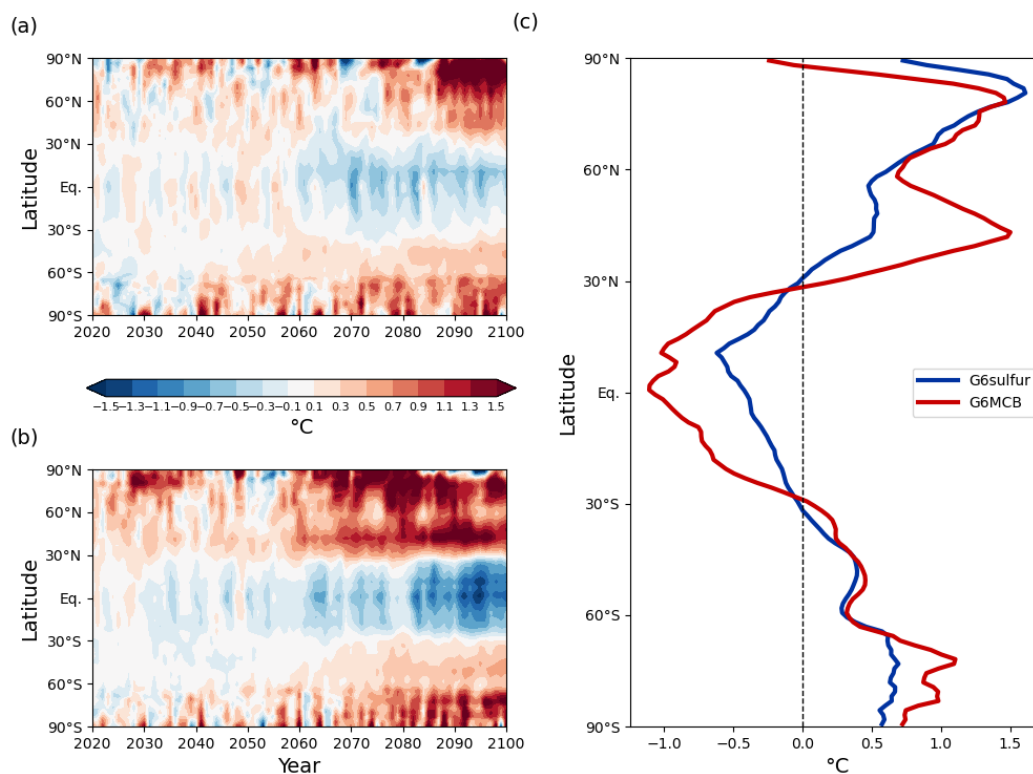 (a)
Latitude
90°N
60°N
30°N
Eq.
30°S
60°S
90°S
2020 2030 2040 2050 2060 2070 2080 2090 2100
−1.5 −1.3 −1.1 −0.9 −0.7 −0.5 −0.3 −0.1 0.1 0.3 0.5 0.7 0.9 1.1 1.3 1.5
°C
(b)
Latitude
90°N
60°N
30°N
Eq.
30°S
60°S
90°S
2020 2030 2040 2050 2060 2070 2080 2090 2100
Year
(c)
Latitude
90°N
60°N
30°N
Eq.
30°S
60°S
90°S
G6sulfur
G6MCB
−1.0 −0.5 0.0 0.5 1.0 1.5
°C